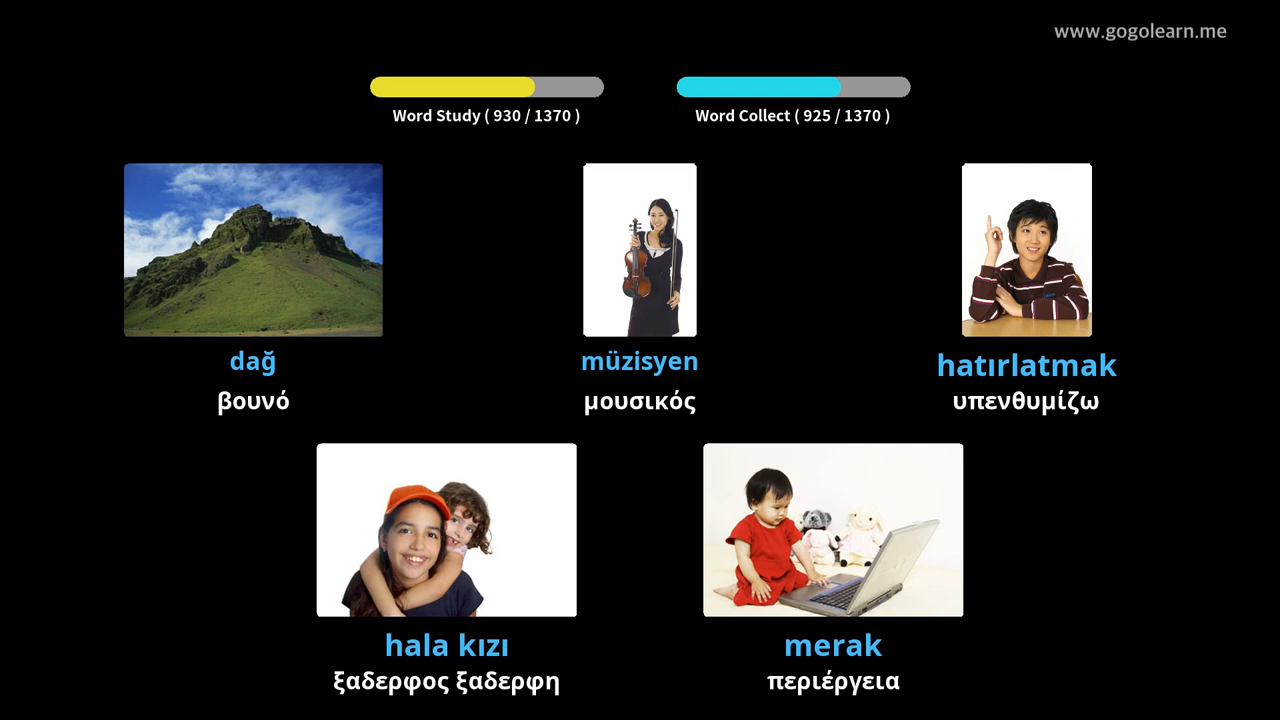 www.gogolearn.me
Word Study ( 930 / 1370 )
Word Collect ( 925 / 1370 )
dağ
βουνό
müzisyen
μουσικός
hatırlatmak
υπενθυμίζω
hala kızı
ξαδερφος ξαδερφη
merak
περιέργεια